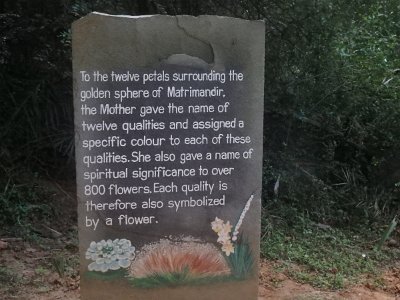 To the twelve petals surrounding the
golden sphere of Matrimandir,
the Mother gave the name of
twelve qualities and assigned a
specific colour to each of these
qualities. She also gave a name of
spiritual significance to over
800 flowers. Each quality is
therefore also symbolized
by a flower.